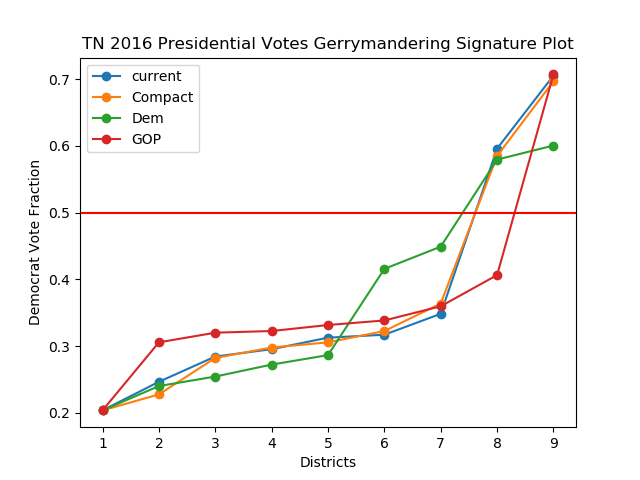 TN 2016 Presidential Votes Gerrymandering Signature Plot
current
Compact
Dem
GOP
Democrat Vote Fraction
0.7
0.6
0.5
0.4
0.3
0.2
1 2 3 4 5 6 7 8 9
Districts